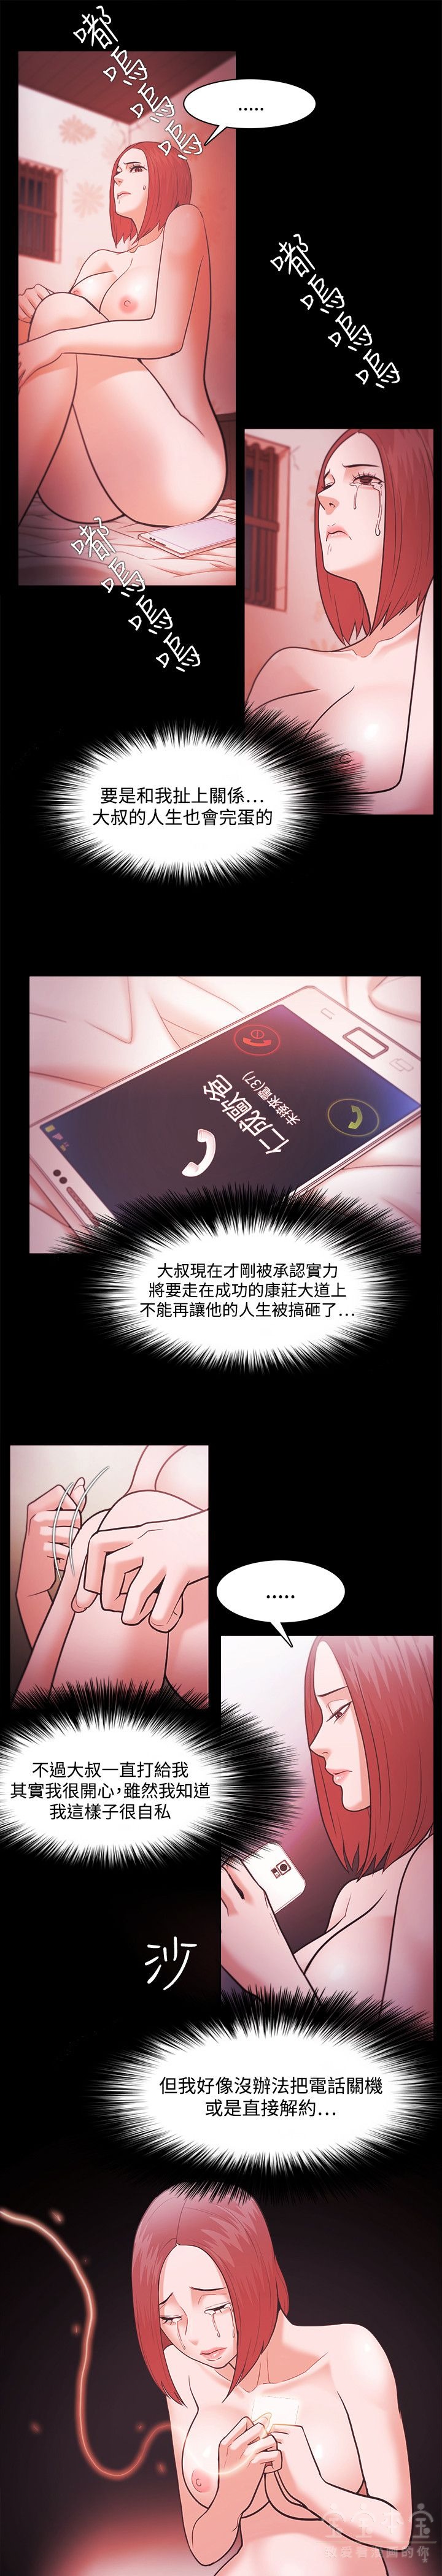 嘟
嗚
嗚
嗚
.....
嘟
嗚
嗚
嗚
嘟
嗚
嗚
嗚
要是和我扯上關係...
大叔的人生也會完蛋的
仁成歐爸
未接來電(37)
大叔現在才剛被承認實力
將要走在成功的康莊大道上
不能再讓他的人生被搞砸了...
.....
不過大叔一直打給我
其實我很開心,雖然我知道
我這樣子很自私
沙
但我好像沒辦法把電話關機
或是直接解約...